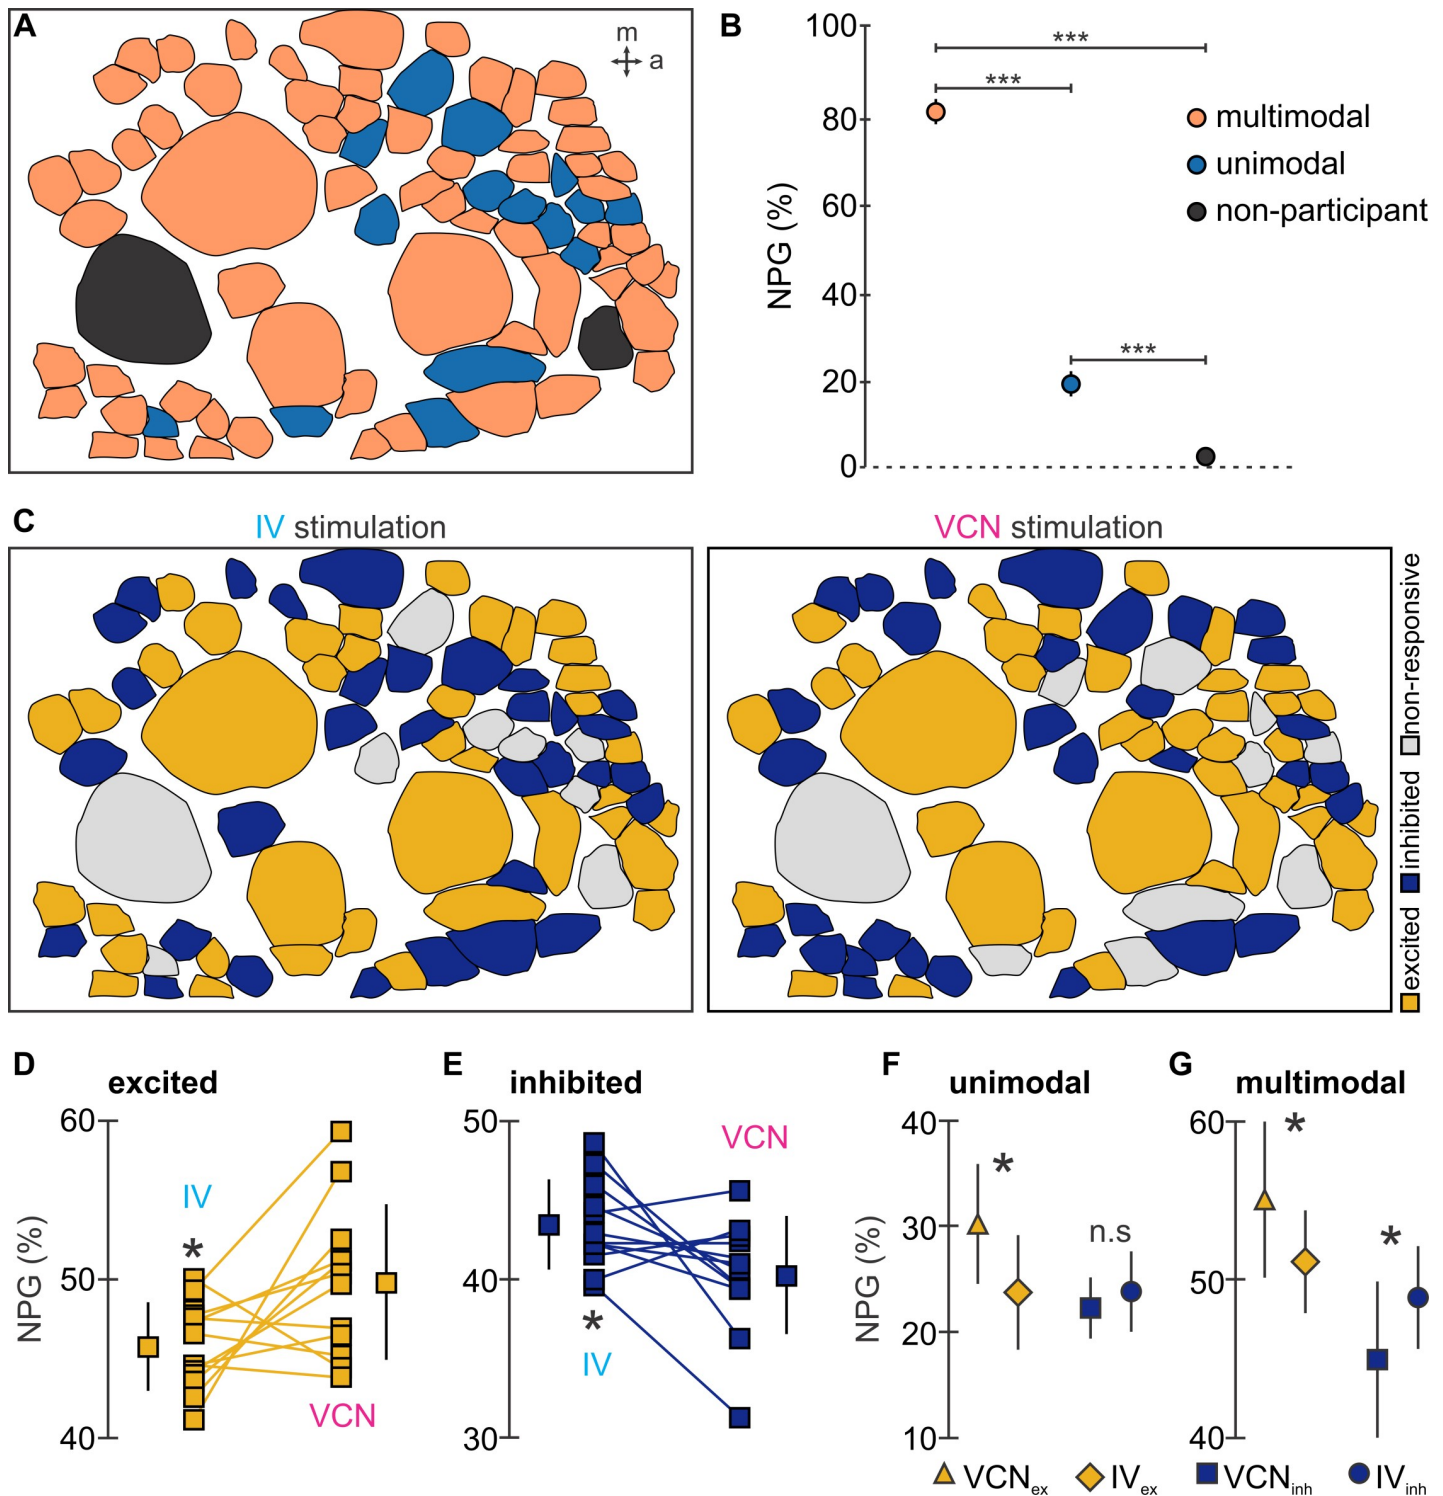 A
m
a
B
100
80
60
40
20
0
NPG (%)
***
***
***
multimodal
unimodal
non-participant
C
IV stimulation
VCN stimulation
excited
inhibited
non-responsive
D
excited
60
50
40
NPG (%)
IV
*
VCN
E
inhibited
50
40
30
VCN
*
IV
F
unimodal
40
30
20
10
NPG (%)
*
n.s
G
multimodal
60
50
40
*
*
VCNex
IVex
VCNinh
IVinh